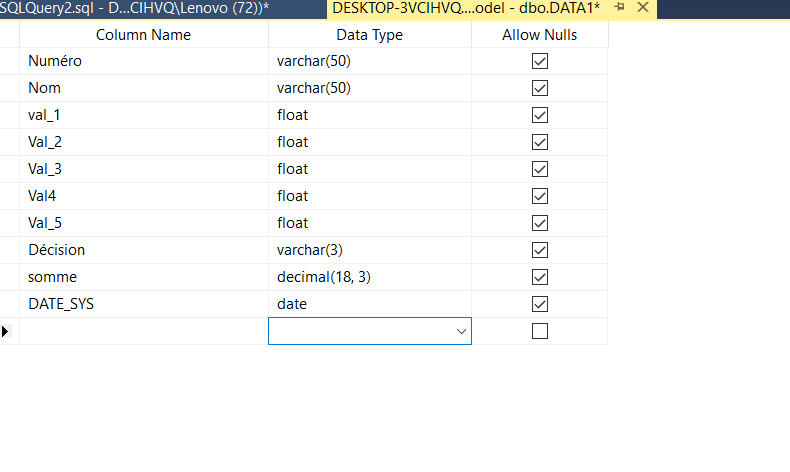 SQLQuery2.sql - D...CIHVQ\Lenovo (72))* DESKTOP-3VCIHVQ....odel - dbo.DATA1*
Column Name Data Type Allow Nulls
Numéro varchar(50)
Nom varchar(50)
val_1 float
Val_2 float
Val_3 float
Val4 float
Val_5 float
Décision varchar(3)
somme decimal(18, 3)
DATE_SYS date